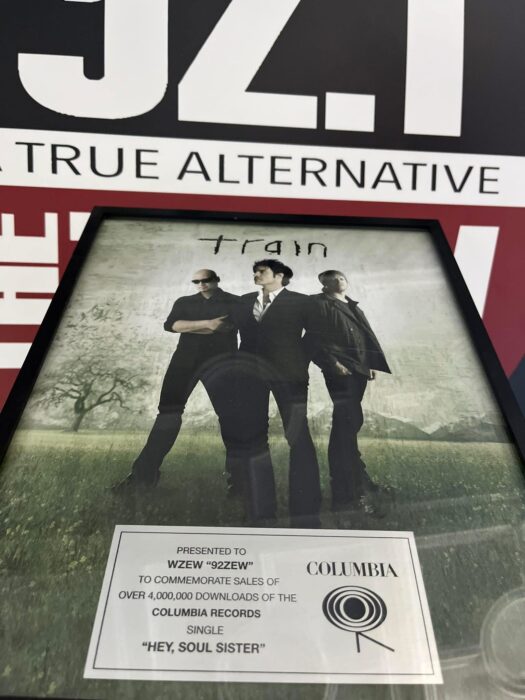 92.1
A TRUE ALTERNATIVE
THE
train
PRESENTED TO
WZEW "92ZEW"
TO COMMEMORATE SALES OF
OVER 4,000,000 DOWNLOADS OF THE
COLUMBIA RECORDS
SINGLE
"HEY, SOUL SISTER"
COLUMBIA